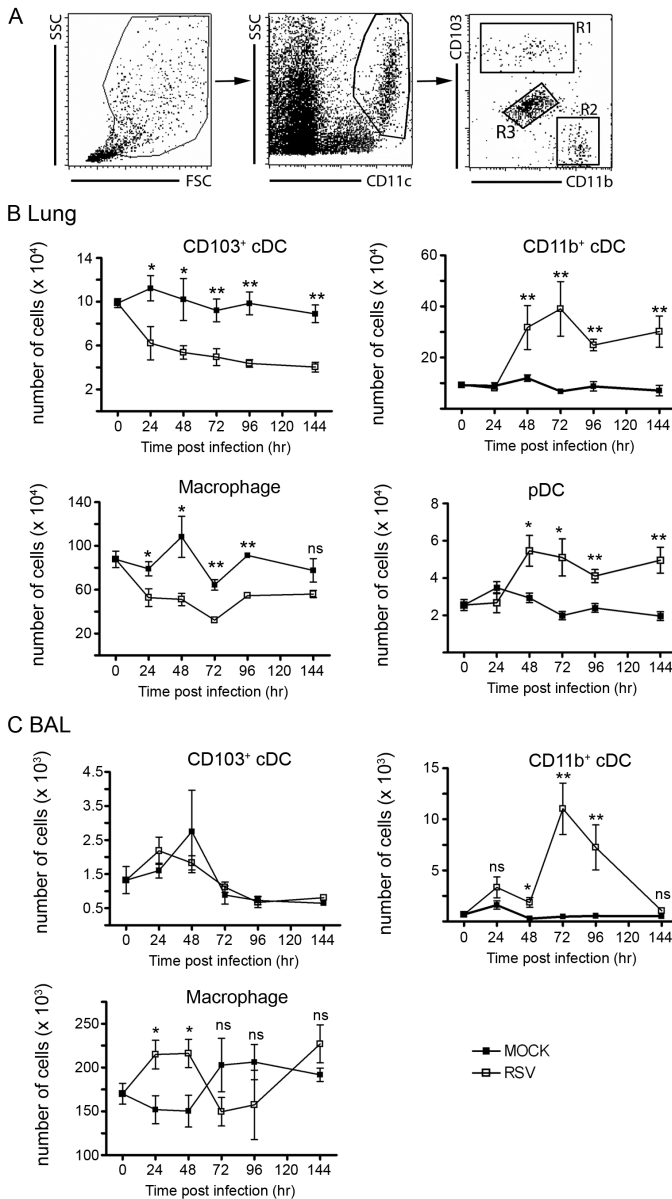 A
SSC
FSC
SSC
CD11c
CD103
R1
R2
R3
CD11b
B Lung
CD103⁺ cDC
number of cells (x 10⁴)
14
10
6
2
* * ** ** **
0 24 48 72 96 120 144
Time post infection (hr)
CD11b⁺ cDC
number of cells (x 10⁴)
60
40
20
** ** ** **
0 24 48 72 96 120 144
Time post infection (hr)
Macrophage
number of cells (x 10⁴)
140
100
60
20
* * ** ** ns
0 24 48 72 96 120 144
Time post infection (hr)
pDC
number of cells (x 10⁴)
8
6
4
2
* * ** **
0 24 48 72 96 120 144
Time post infection (hr)
C BAL
CD103⁺ cDC
number of cells (x 10³)
4.5
3.5
2.5
1.5
0.5
0 24 48 72 96 120 144
Time post infection (hr)
CD11b⁺ cDC
number of cells (x 10³)
15
10
5
ns * ** ** ns
0 24 48 72 96 120 144
Time post infection (hr)
Macrophage
number of cells (x 10³)
250
200
150
100
* * ns ns ns
0 24 48 72 96 120 144
Time post infection (hr)
MOCK
RSV